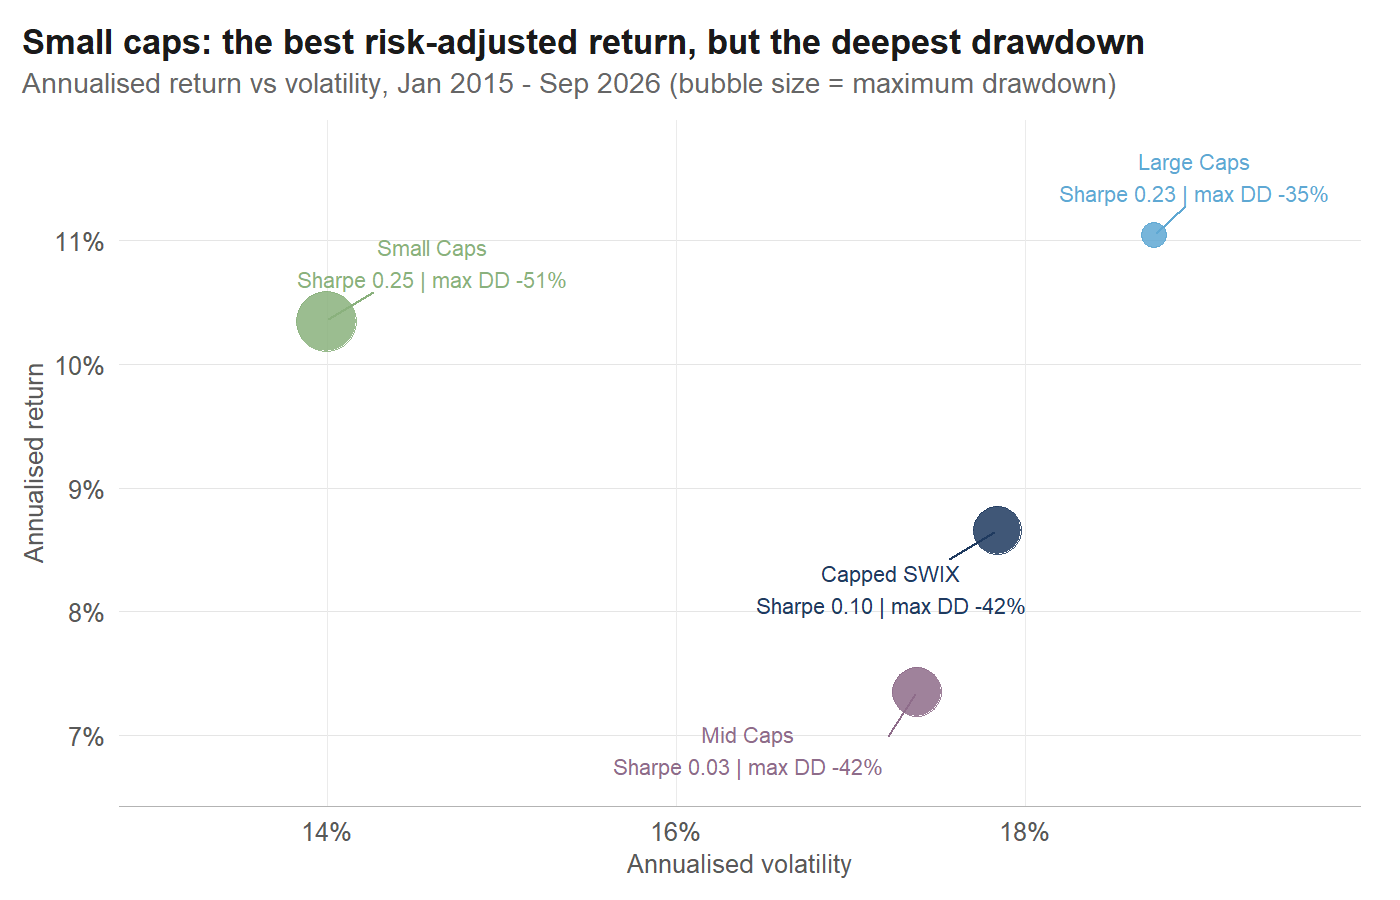 Small caps: the best risk-adjusted return, but the deepest drawdown
Annualised return vs volatility, Jan 2015 - Sep 2026 (bubble size = maximum drawdown)
Large Caps
Sharpe 0.23 | max DD -35%
Small Caps
Sharpe 0.25 | max DD -51%
Capped SWIX
Sharpe 0.10 | max DD -42%
Mid Caps
Sharpe 0.03 | max DD -42%
Annualised return
11%
10%
9%
8%
7%
14%
16%
18%
Annualised volatility